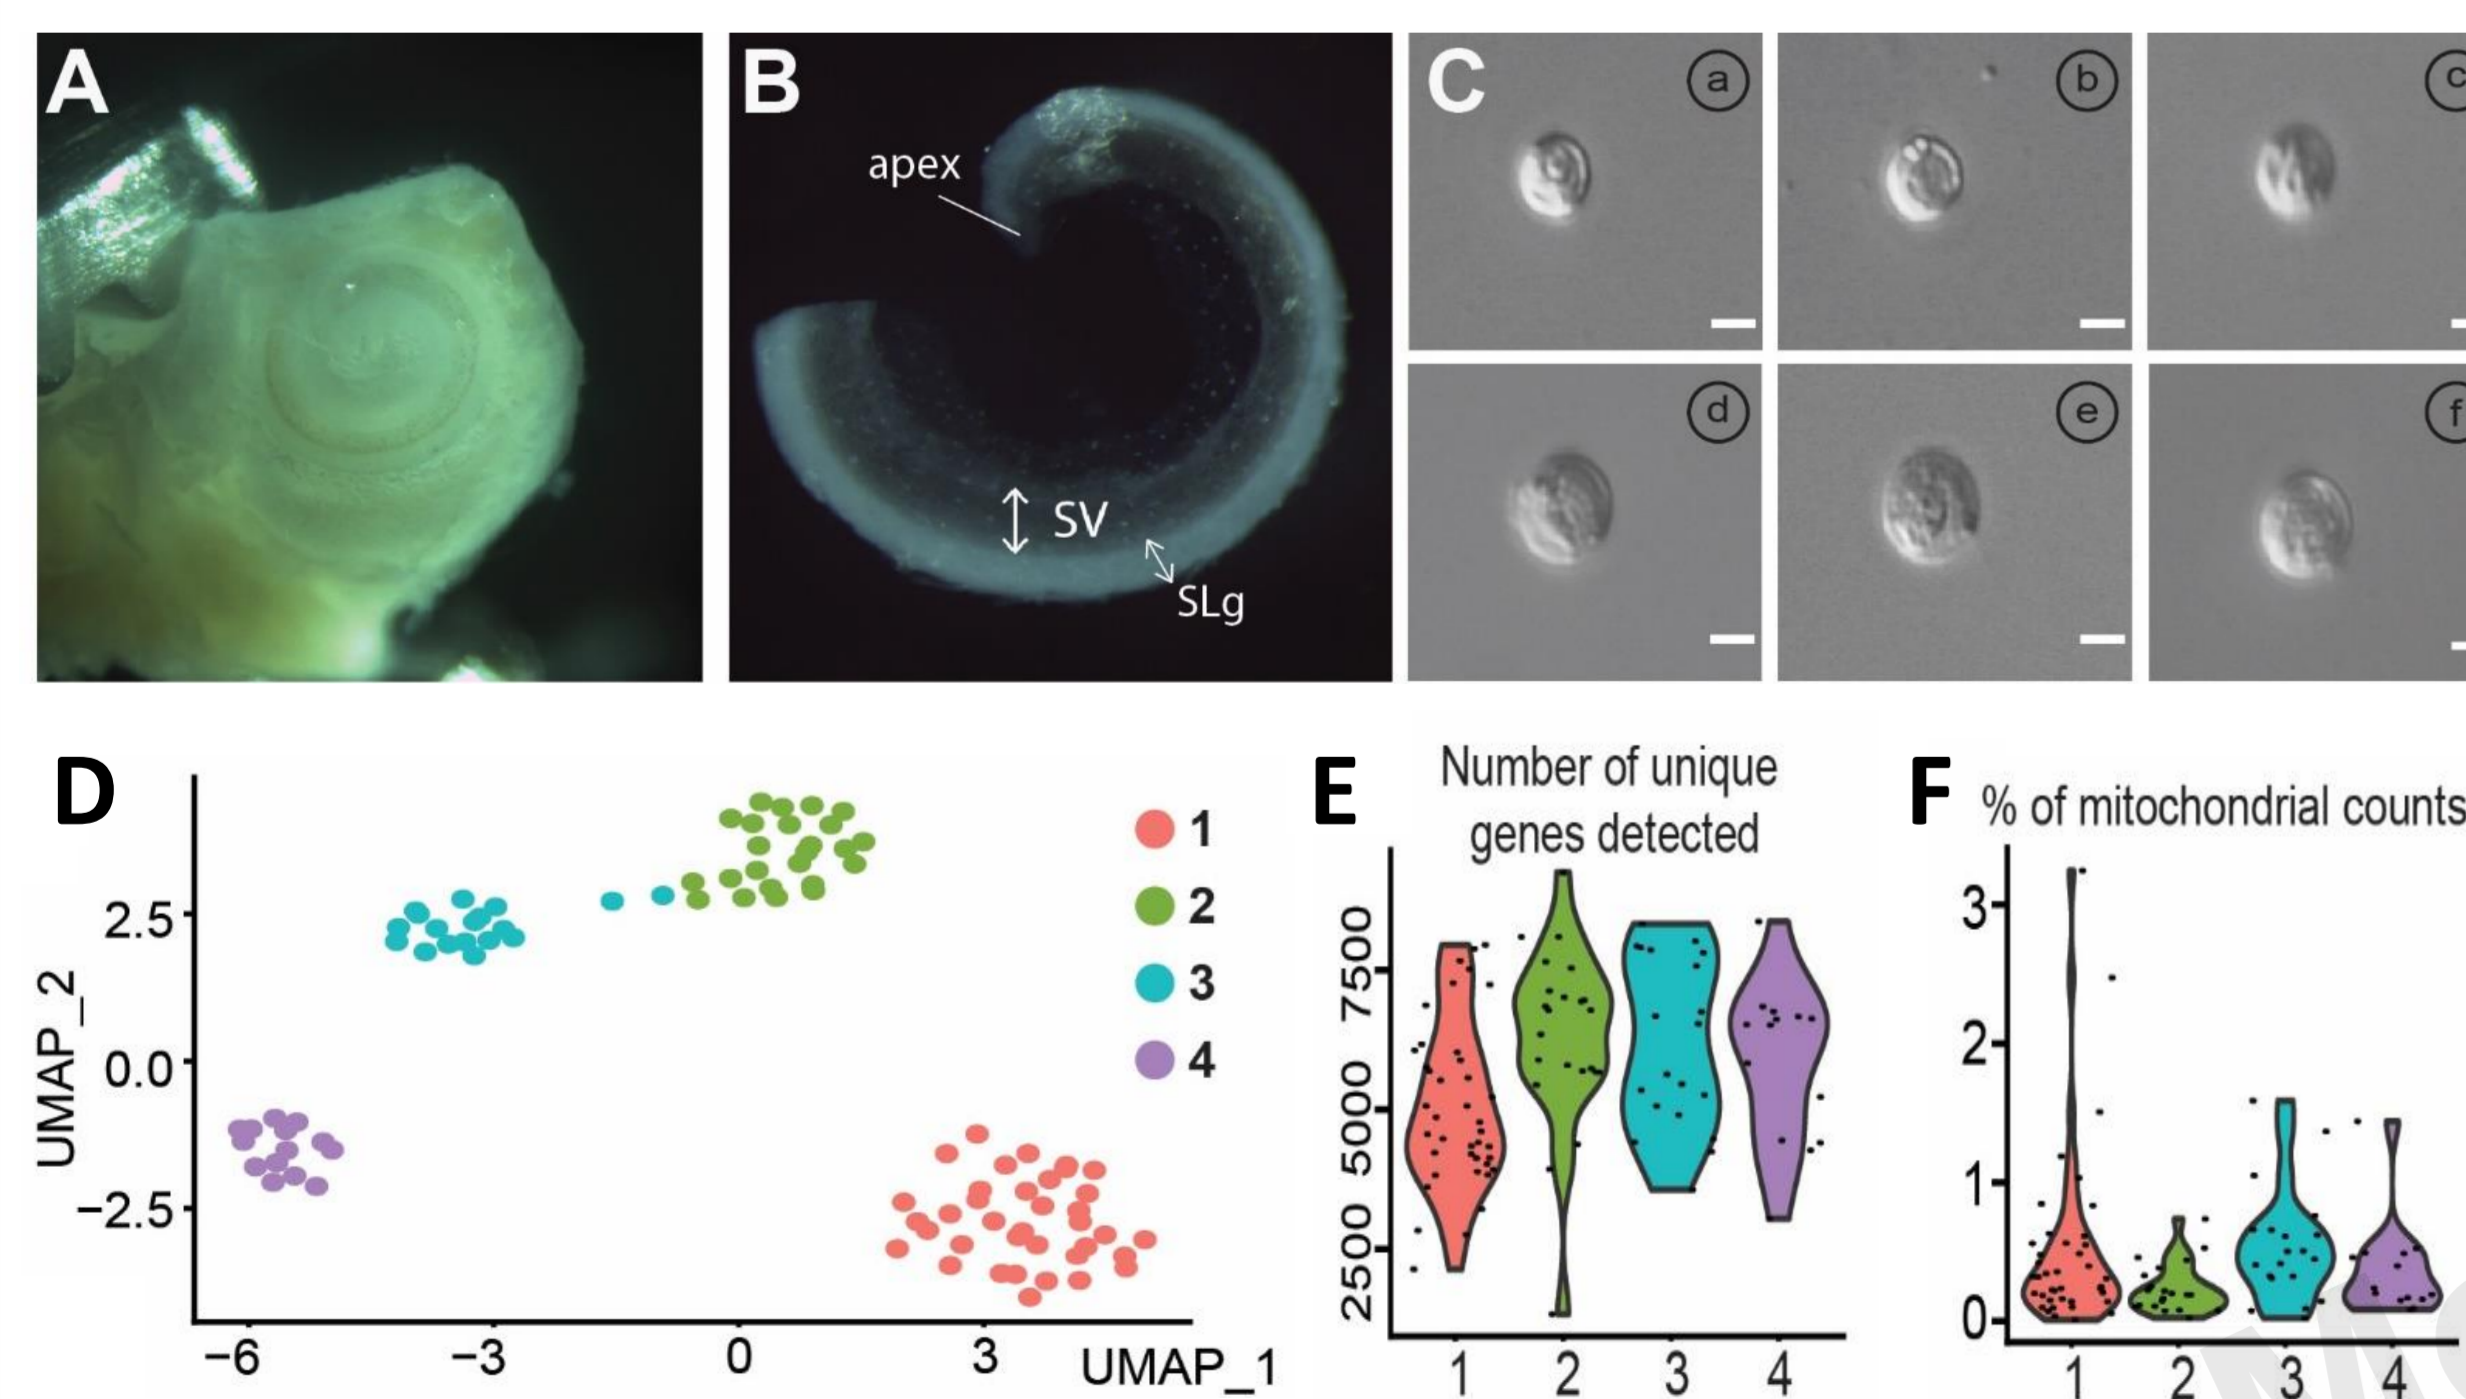 A
B
apex
SV
SLg
C
a
b
c
d
e
f
D
UMAP_2
2.5
0.0
−2.5
−6
−3
0
3
UMAP_1
1
2
3
4
E
Number of unique
genes detected
7500
5000
2500
1
2
3
4
F
% of mitochondrial counts
3
2
1
0
1
2
3
4